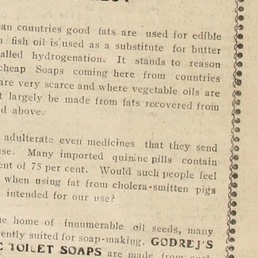 an countries good fats are used for edible
fish oil is used as a substitute for butter
alled hydrogenation. It stands to reason
cheap Soaps coming here from countries
are very scarce and where vegetable oils are
t largely be made from fats recovered from
d above.
adulterate even medicines that they send
use. Many imported quinine pills contain
ent of 75 per cent. Would such people feel
when using fat from cholera-smitten pigs
intended for our use?
e home of innumerable oil seeds, many
ently suited for soap-making. GODREJ'S
C TOILET SOAPS are made from such